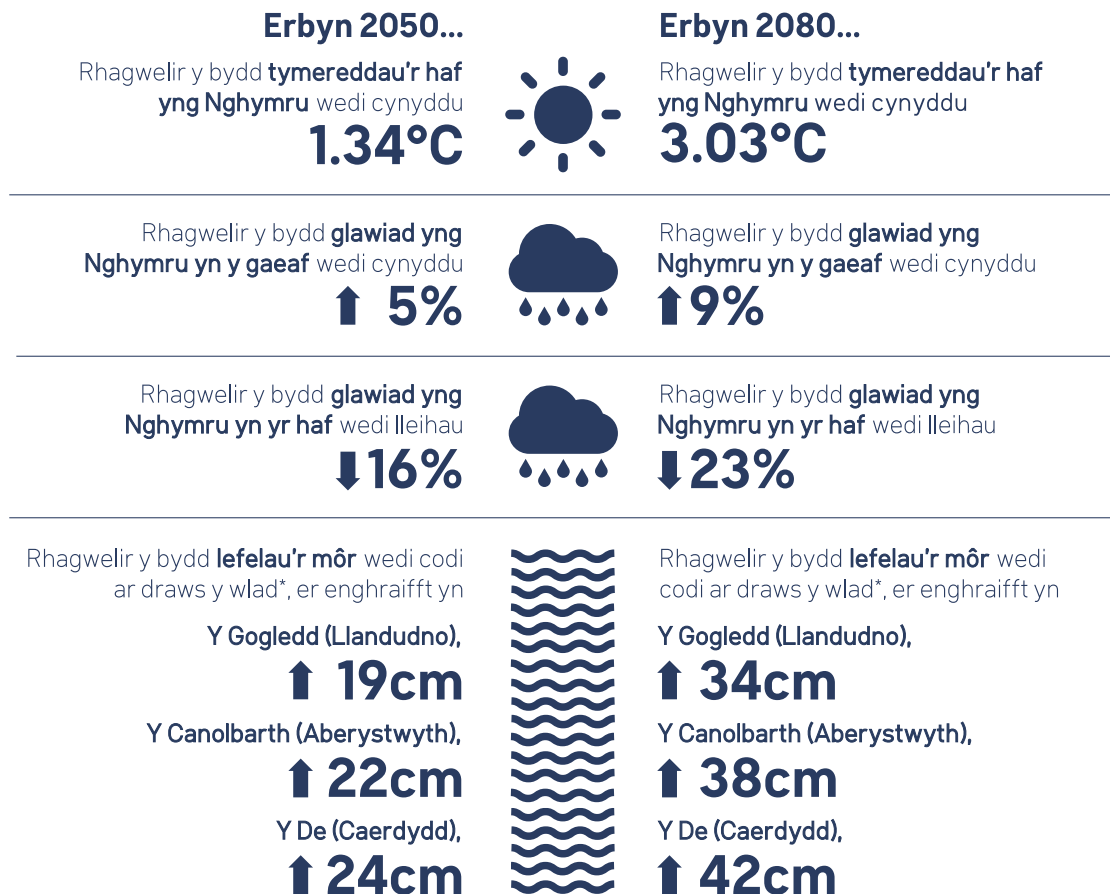 Erbyn 2050...
Rhagwelir y bydd tymereddau'r haf
yng Nghymru wedi cynyddu
1.34°C
Erbyn 2080...
Rhagwelir y bydd tymereddau'r haf
yng Nghymru wedi cynyddu
3.03°C
Rhagwelir y bydd glawiad yng
Nghymru yn y gaeaf wedi cynyddu
5%
Rhagwelir y bydd glawiad yng
Nghymru yn y gaeaf wedi cynyddu
9%
Rhagwelir y bydd glawiad yng
Nghymru yn yr haf wedi lleihau
16%
Rhagwelir y bydd glawiad yng
Nghymru yn yr haf wedi lleihau
23%
Rhagwelir y bydd lefelau'r môr wedi codi
ar draws y wlad*, er enghraifft yn
Y Gogledd (Llandudno),
19cm
Y Canolbarth (Aberystwyth),
22cm
Y De (Caerdydd),
24cm
Rhagwelir y bydd lefelau'r môr wedi
codi ar draws y wlad*, er enghraifft yn
Y Gogledd (Llandudno),
34cm
Y Canolbarth (Aberystwyth),
38cm
Y De (Caerdydd),
42cm